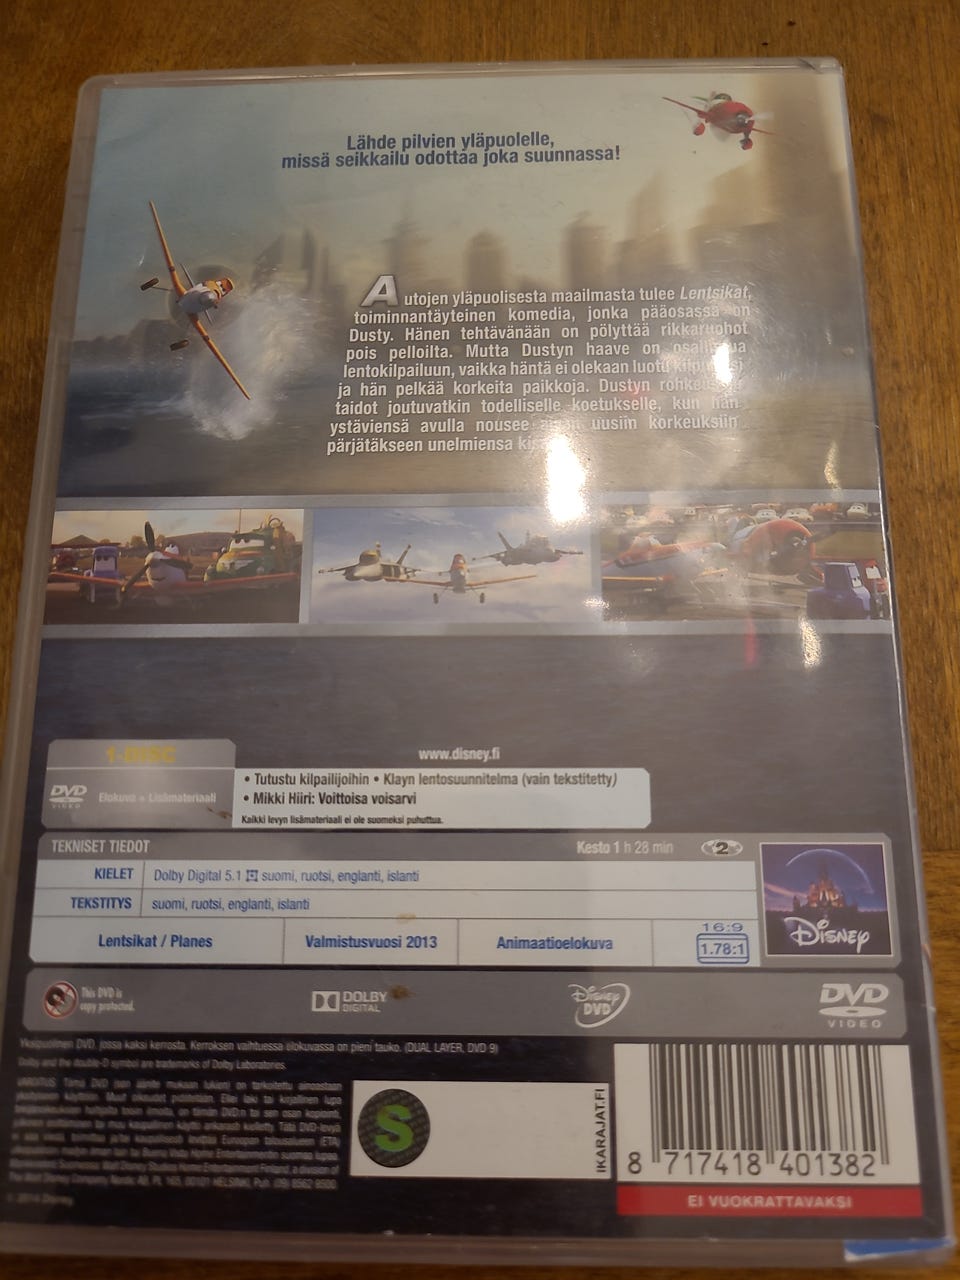 Lähde pilvien yläpuolelle,
missä seikkailu odottaa joka suunnassa!
Autojen yläpuolisesta maailmasta tulee Lentsikat,
toiminnantäyteinen komedia, jonka pääosassa on
Dusty. Hänen tehtävänään on pölyttää rikkaruohot
pois pelloilta. Mutta Dustyn haave on osallistua
lentokilpailuun, vaikka häntä ei olekaan luotu
ja hän pelkää korkeita paikkoja. Dustyn
taidot joutuvatkin todelliselle koetukselle, kun hän
ystäviensä avulla nousee uusiin korkeuksiin
pärjätäkseen unelmiensa
1-DISC
www.disney.fi
DVD VIDEO
Elokuva + Lisämateriaali
• Tutustu kilpailijoihin • Klayn lentosuunnitelma (vain tekstitetty)
• Mikki Hiiri: Voittoisa voisarvi
Kaikki levyn lisämateriaali ei ole suomeksi puhuttua.
TEKNISET TIEDOT Kesto 1 h 28 min 2
KIELET Dolby Digital 5.1 suomi, ruotsi, englanti, islanti
TEKSTITYS suomi, ruotsi, englanti, islanti
Lentsikat / Planes Valmistusvuosi 2013 Animaatioelokuva 16:9
1.78:1
DISNEY
This DVD is
copy protected.
DOLBY
DIGITAL
Disney
DVD
DVD
VIDEO
Yksipuolinen DVD, jossa kaksi kerrosta. Kerroksen vaihtuessa elokuvassa on pieni tauko. (DUAL LAYER, DVD 9)
Dolby and the double-D symbol are trademarks of Dolby Laboratories.
© 2014 Disney
S
IKARAJAT.FI
8 717418 401382
EI VUOKRATTAVAKSI